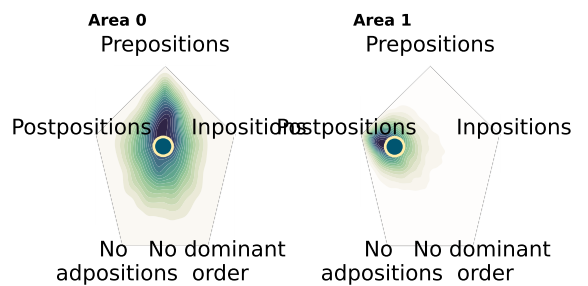 Area 0
Prepositions
Postpositions
Inpositions
No adpositions
No dominant order
Area 1
Prepositions
Postpositions
Inpositions
No adpositions
No dominant order